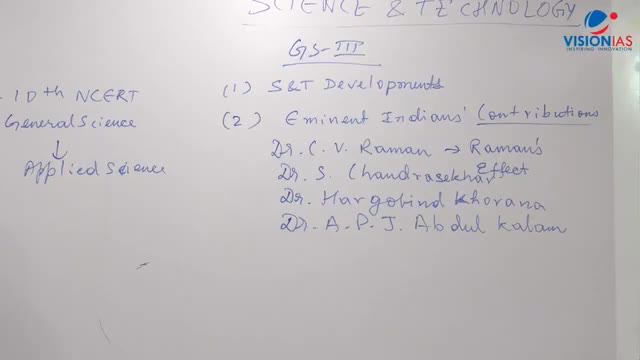 SCIENCE & TECHNOLOGY
VISIONIAS
INSPIRING INNOVATION
GS-III
10th NCERT
General Science
↓
Applied Science
(1) S&T Developments
(2) Eminent Indians' Contributions
Dr. C. V. Raman → Raman's Effect
Dr. S. Chandrasekhar
Dr. Hargobind Khorana
Dr. A. P. J. Abdul Kalam